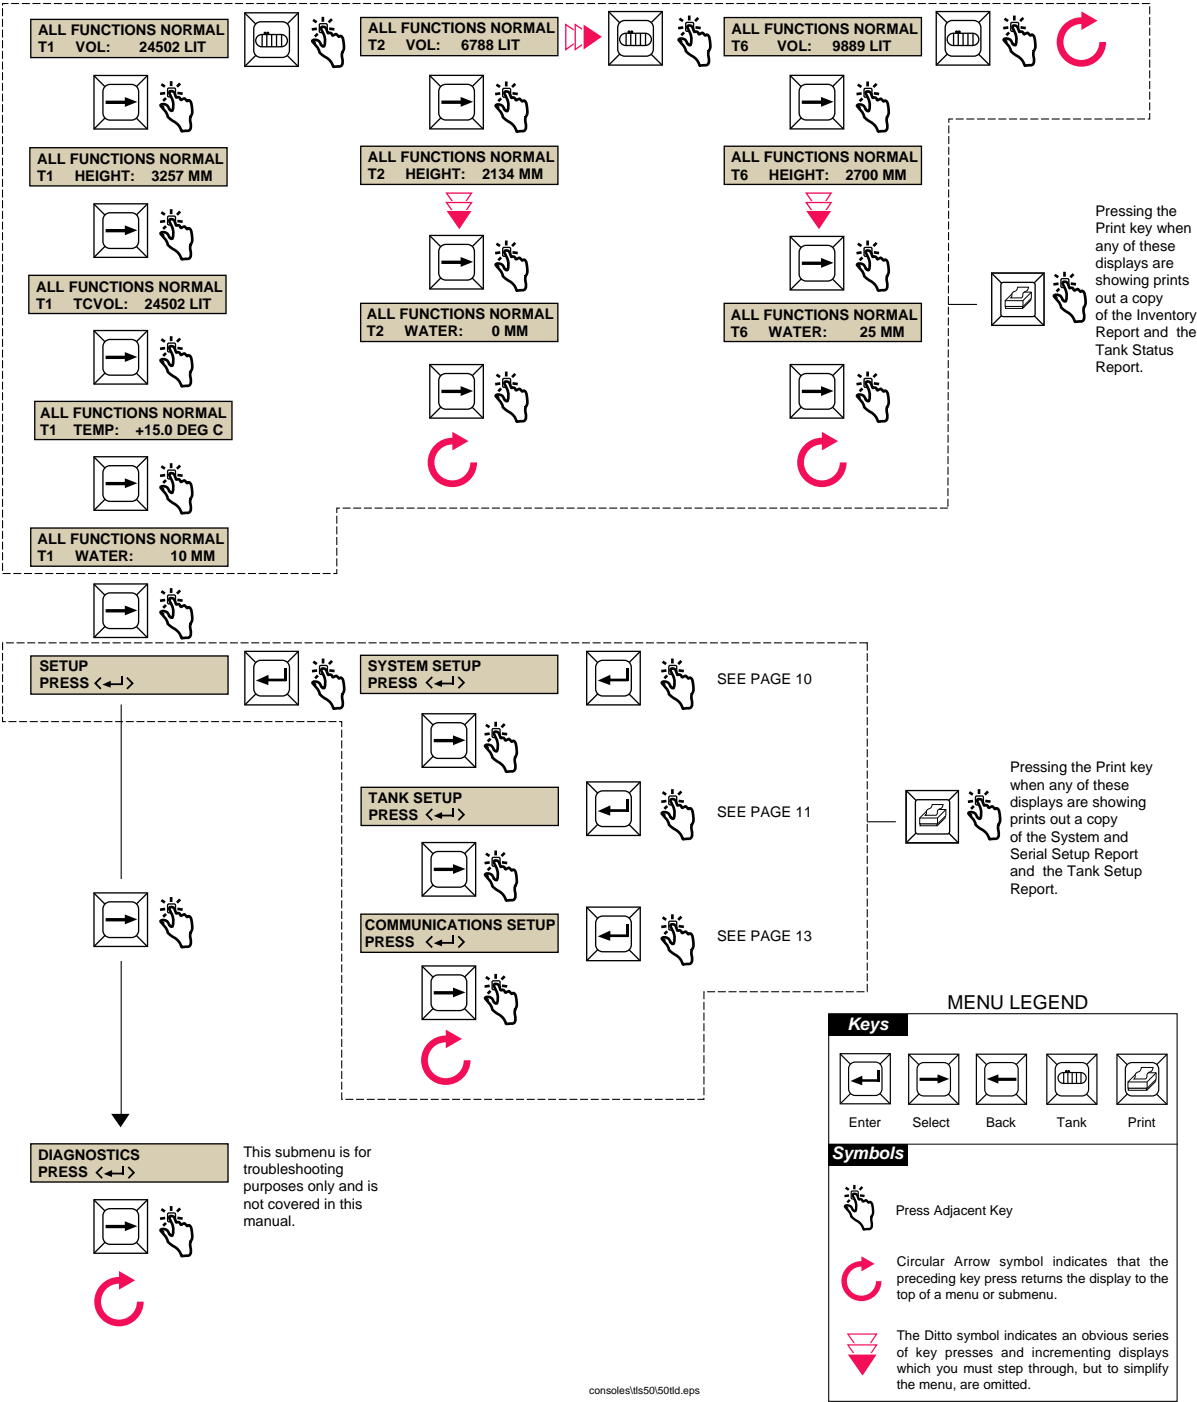 ALL FUNCTIONS NORMAL
T1 VOL: 24502 LIT
ALL FUNCTIONS NORMAL
T2 VOL: 6788 LIT
ALL FUNCTIONS NORMAL
T6 VOL: 9889 LIT
ALL FUNCTIONS NORMAL
T1 HEIGHT: 3257 MM
ALL FUNCTIONS NORMAL
T2 HEIGHT: 2134 MM
ALL FUNCTIONS NORMAL
T6 HEIGHT: 2700 MM
ALL FUNCTIONS NORMAL
T1 TCVOL: 24502 LIT
ALL FUNCTIONS NORMAL
T2 WATER: 0 MM
ALL FUNCTIONS NORMAL
T6 WATER: 25 MM
Pressing the
Print key when
any of these
displays are
showing prints
out a copy
of the Inventory
Report and the
Tank Status
Report.
ALL FUNCTIONS NORMAL
T1 TEMP: +15.0 DEG C
ALL FUNCTIONS NORMAL
T1 WATER: 10 MM
SETUP
PRESS <↵>
SYSTEM SETUP
PRESS <↵>
SEE PAGE 10
TANK SETUP
PRESS <↵>
SEE PAGE 11
COMMUNICATIONS SETUP
PRESS <↵>
SEE PAGE 13
Pressing the Print key
when any of these
displays are showing
prints out a copy
of the System and
Serial Setup Report
and the Tank Setup
Report.
DIAGNOSTICS
PRESS <↵>
This submenu is for
troubleshooting
purposes only and is
not covered in this
manual.
MENU LEGEND
Keys
Enter Select Back Tank Print
Symbols
Press Adjacent Key
Circular Arrow symbol indicates that the
preceding key press returns the display to the
top of a menu or submenu.
The Ditto symbol indicates an obvious series
of key presses and incrementing displays
which you must step through, but to simplify
the menu, are omitted.
consoles\tls50\50tld.eps